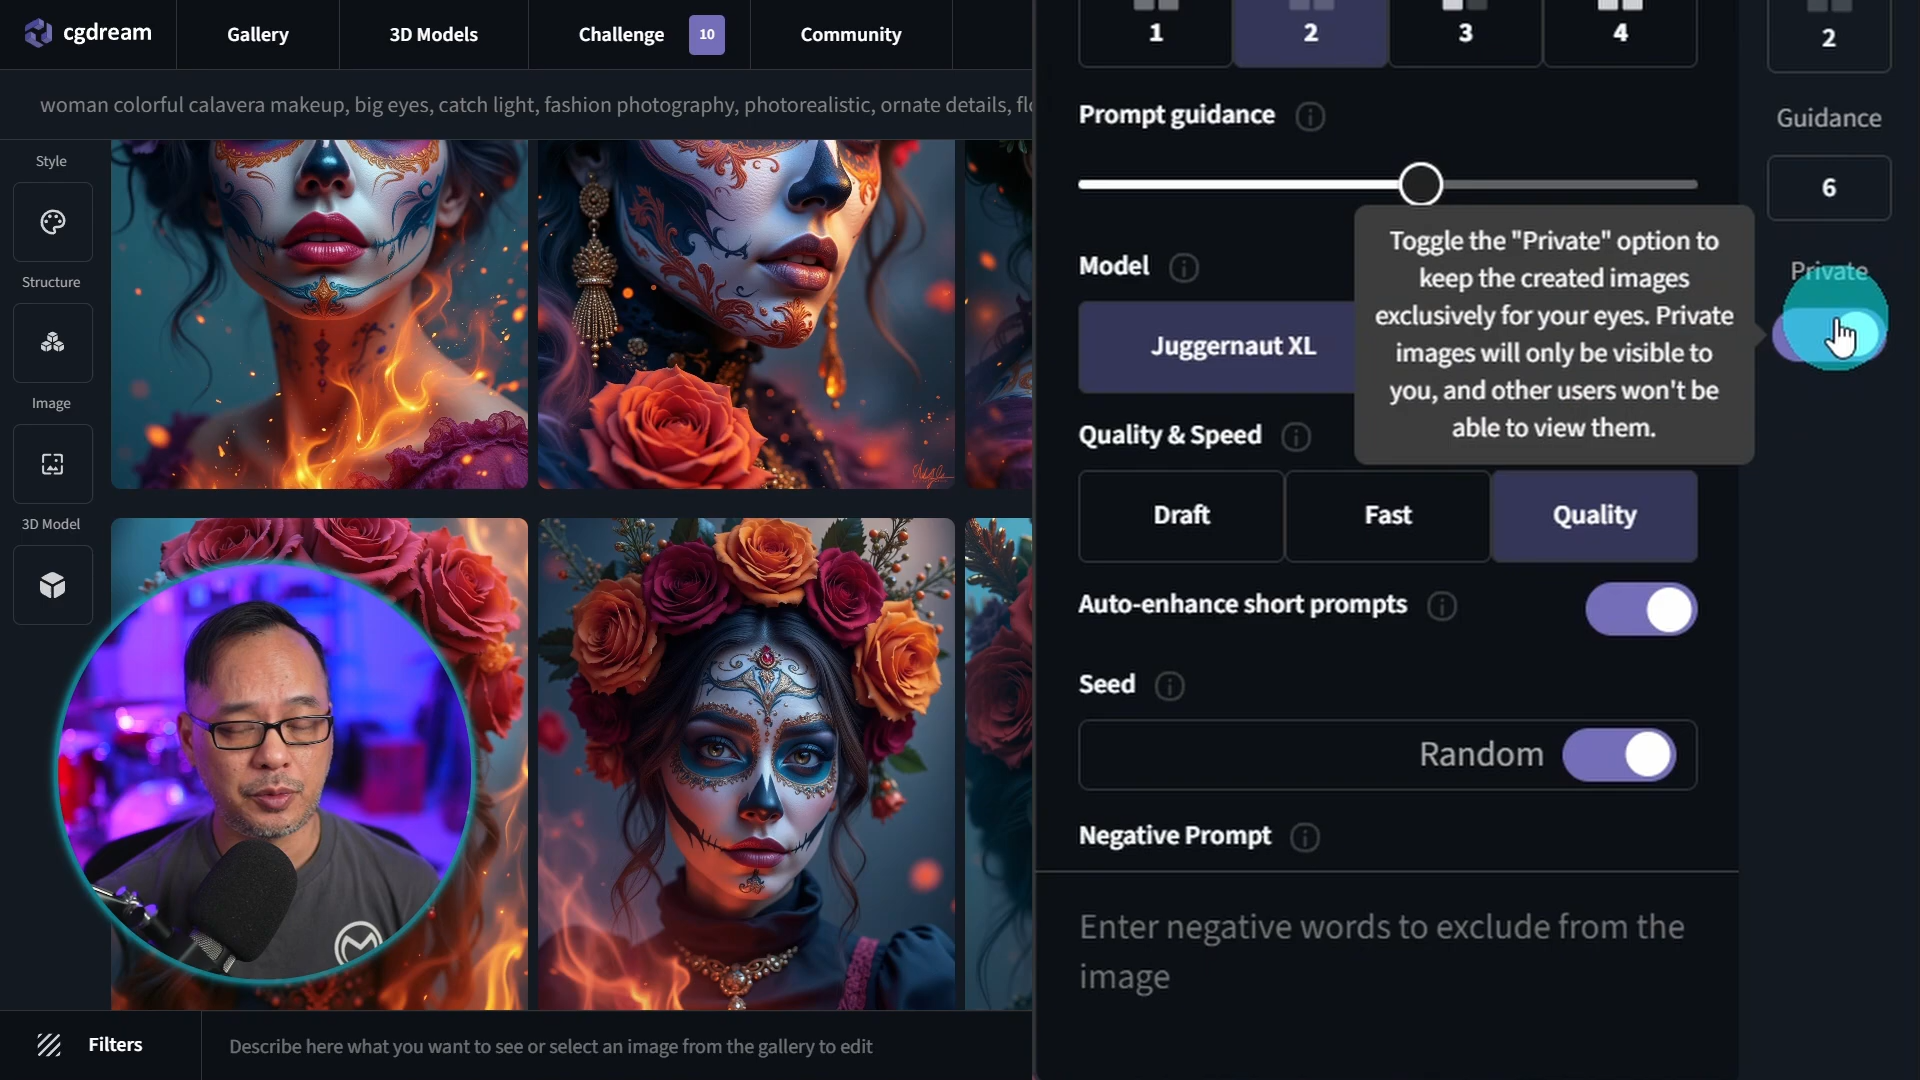 cgdream
Gallery
3D Models
Challenge
10
Community
woman colorful calavera makeup, big eyes, catch light, fashion photography, photorealistic, ornate details, flo
Style
Structure
Image
3D Model
Filters
Describe here what you want to see or select an image from the gallery to edit
1
2
3
4
Prompt guidance
Model
Juggernaut XL
Quality & Speed
Draft
Fast
Quality
Auto-enhance short prompts
Seed
Random
Negative Prompt
Enter negative words to exclude from the
image
2
Guidance
6
Private
Toggle the "Private" option to
keep the created images
exclusively for your eyes. Private
images will only be visible to
you, and other users won't be
able to view them.